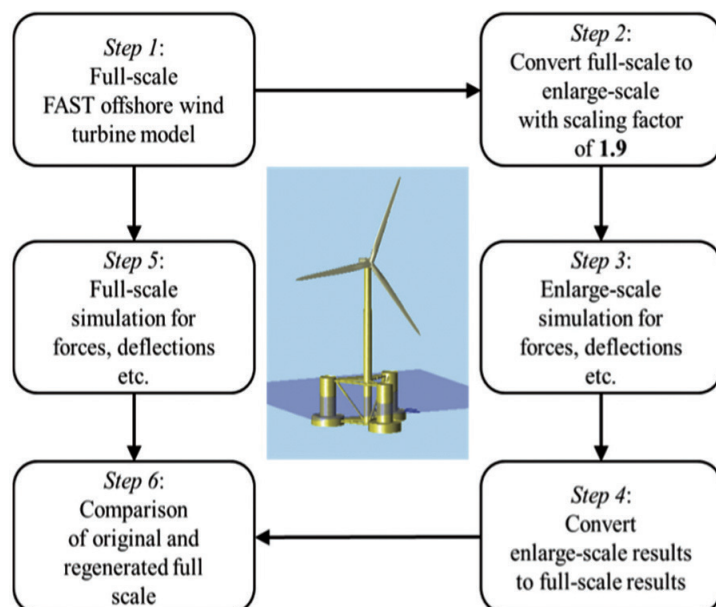 Step 1:
Full-scale
FAST offshore wind
turbine model
Step 2:
Convert full-scale to
enlarge-scale
with scaling factor
of 1.9
Step 5:
Full-scale
simulation for
forces, deflections
etc.
Step 3:
Enlarge-scale
simulation for
forces, deflections
etc.
Step 6:
Comparison
of original and
regenerated full
scale
Step 4:
Convert
enlarge-scale results
to full-scale results